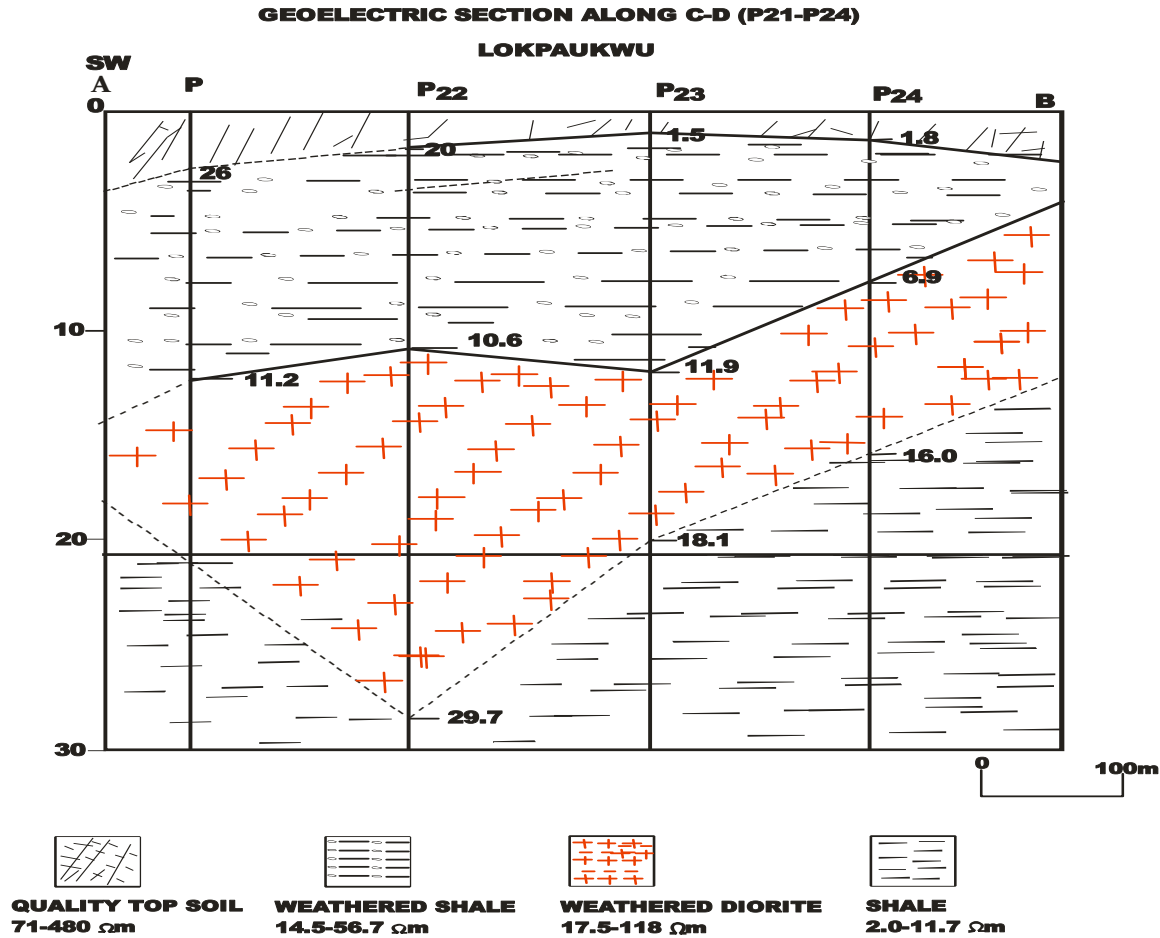 GEOELECTRIC SECTION ALONG C-D (P21-P24)
LOKPAUKWU
SW
A P P22 P23 P24 B
0
1.5 1.8
20
26
6.9
10
10.6
11.9
11.2
16.0
20 18.1
29.7
30
0 100m
QUALITY TOP SOIL WEATHERED SHALE WEATHERED DIORITE SHALE
71-480 Ωm 14.5-56.7 Ωm 17.5-118 Ωm 2.0-11.7 Ωm